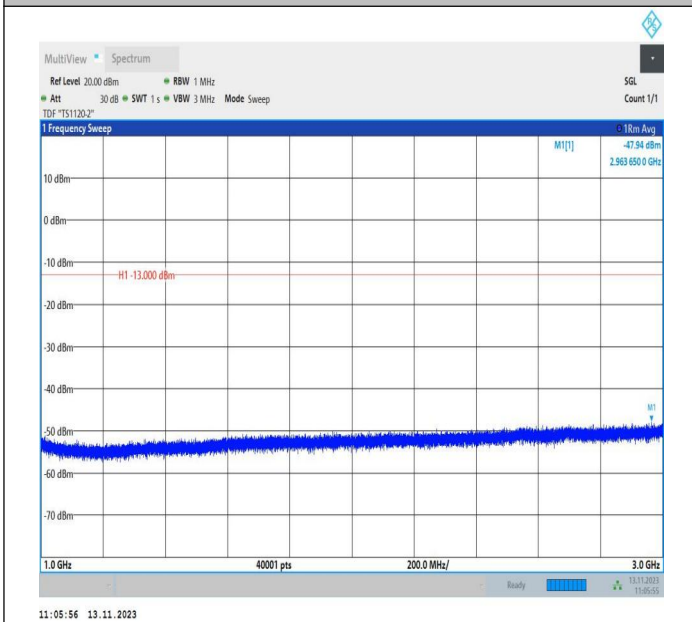 MultiView Spectrum
Ref Level 20.00 dBm RBW 1 MHz SGL
Att 30 dB SWT 1 s VBW 3 MHz Mode Sweep Count 1/1
TDF "TS1120-2"
1 Frequency Sweep 1Rm Avg
M1[1] -47.94 dBm
2.963 650 0 GHz
10 dBm
0 dBm
-10 dBm
H1 -13.000 dBm
-20 dBm
-30 dBm
-40 dBm
M1
-50 dBm
-60 dBm
-70 dBm
1.0 GHz 40001 pts 200.0 MHz/ 3.0 GHz
Ready 13.11.2023
11:05:55
11:05:56 13.11.2023